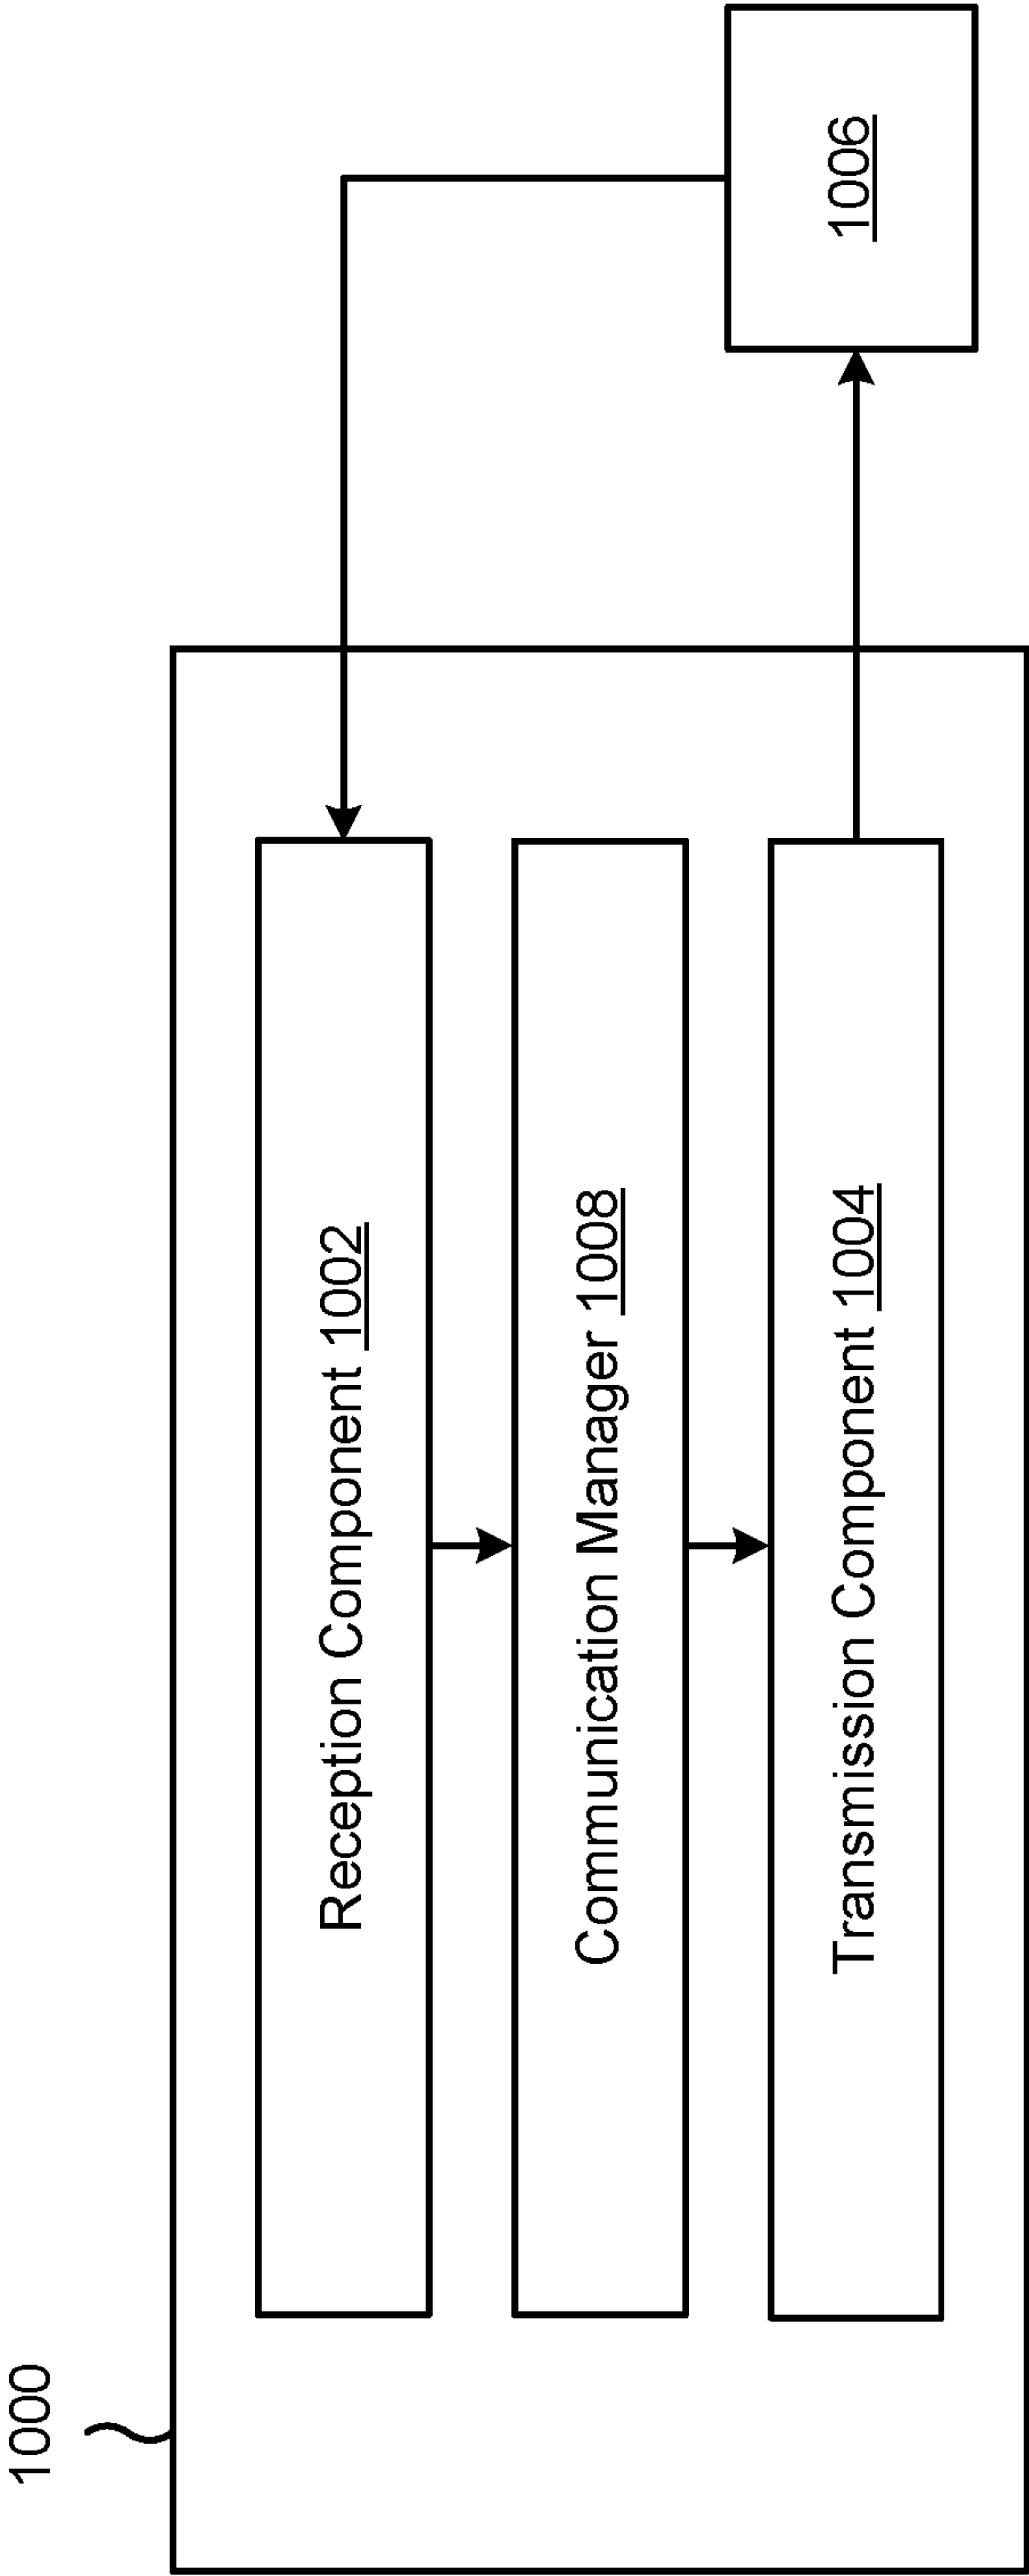 1000
Reception Component 1002
Communication Manager 1008
Transmission Component 1004
1006